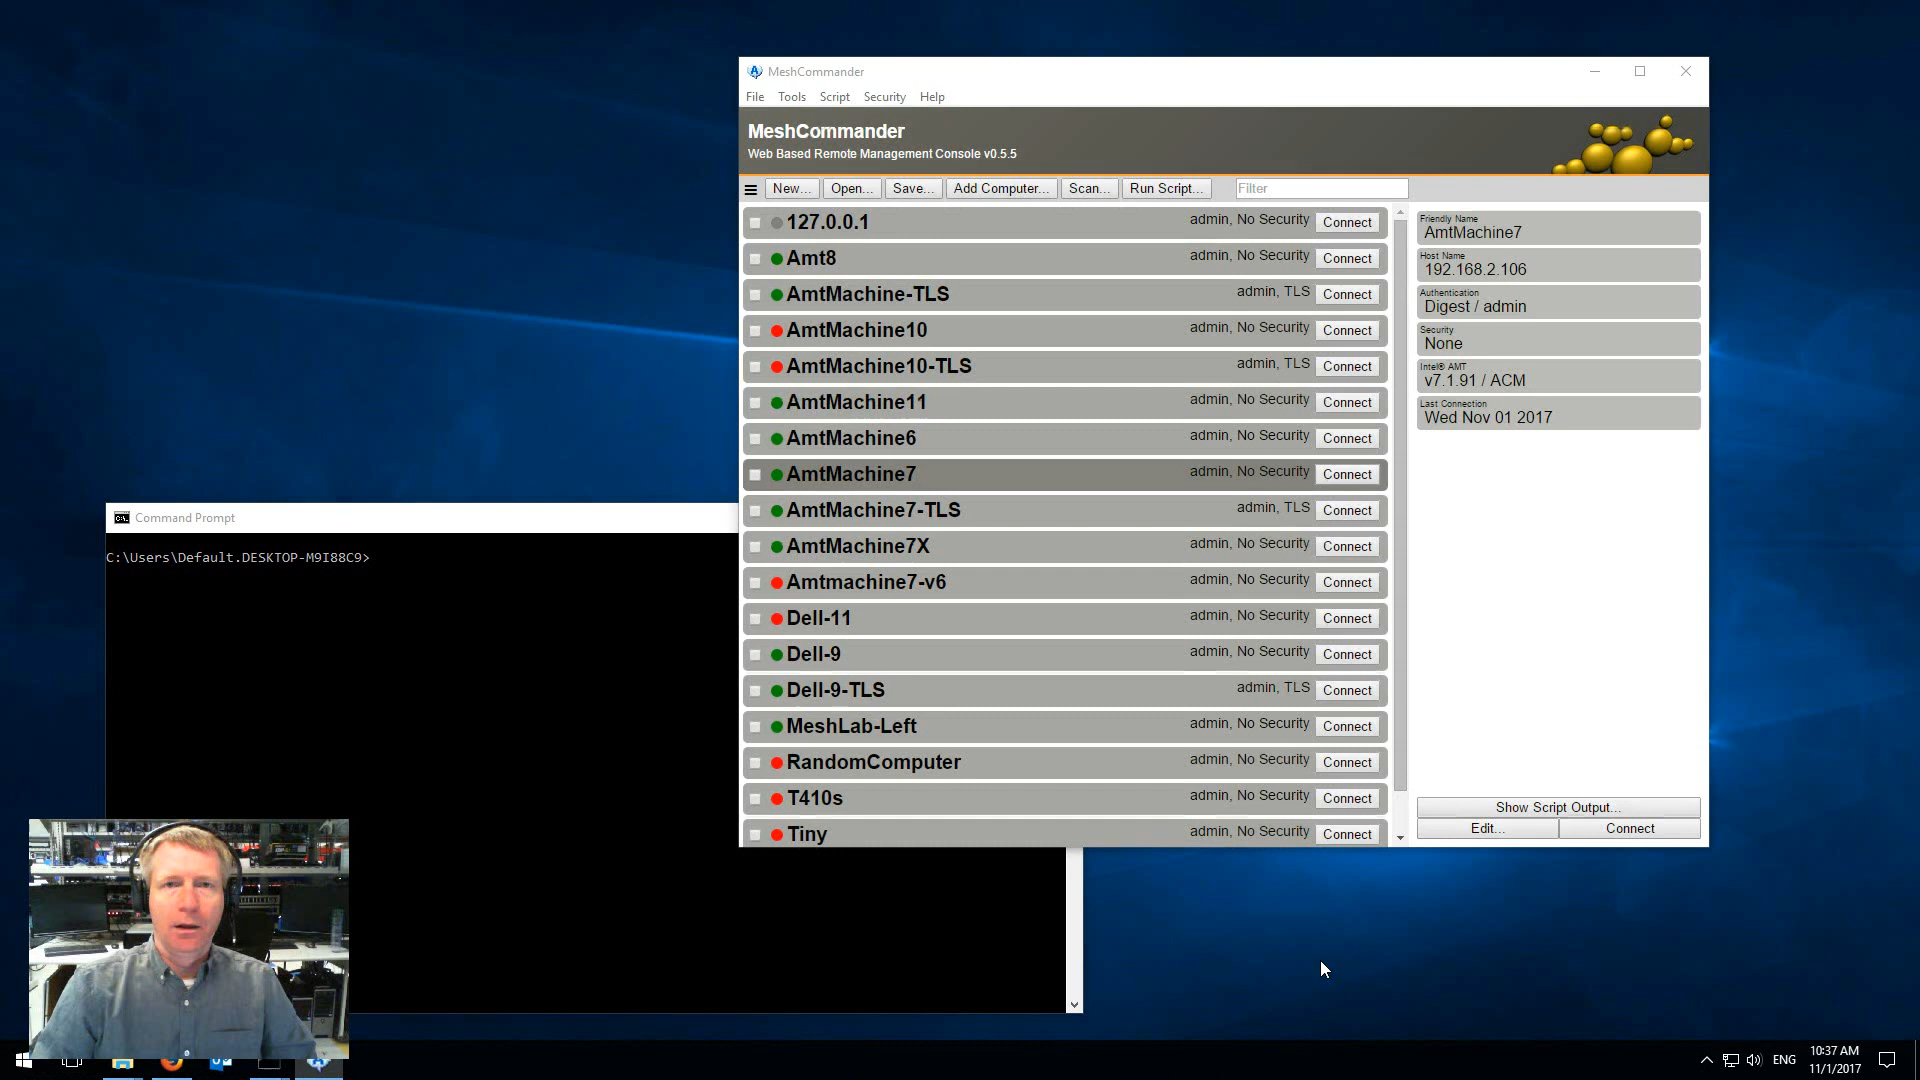 MeshCommander
File Tools Script Security Help
MeshCommander
Web Based Remote Management Console v0.5.5
New... Open... Save... Add Computer... Scan... Run Script... Filter
127.0.0.1 admin, No Security Connect
Amt8 admin, No Security Connect
AmtMachine-TLS admin, TLS Connect
AmtMachine10 admin, No Security Connect
AmtMachine10-TLS admin, TLS Connect
AmtMachine11 admin, No Security Connect
AmtMachine6 admin, No Security Connect
AmtMachine7 admin, No Security Connect
AmtMachine7-TLS admin, TLS Connect
AmtMachine7X admin, No Security Connect
Amtmachine7-v6 admin, No Security Connect
Dell-11 admin, No Security Connect
Dell-9 admin, No Security Connect
Dell-9-TLS admin, TLS Connect
MeshLab-Left admin, No Security Connect
RandomComputer admin, No Security Connect
T410s admin, No Security Connect
Tiny admin, No Security Connect
Friendly Name
AmtMachine7
Host Name
192.168.2.106
Authentication
Digest / admin
Security
None
Intel® AMT
v7.1.91 / ACM
Last Connection
Wed Nov 01 2017
Show Script Output...
Edit... Connect
Command Prompt
C:\Users\Default.DESKTOP-M9I88C9>
ENG
10:37 AM
11/1/2017